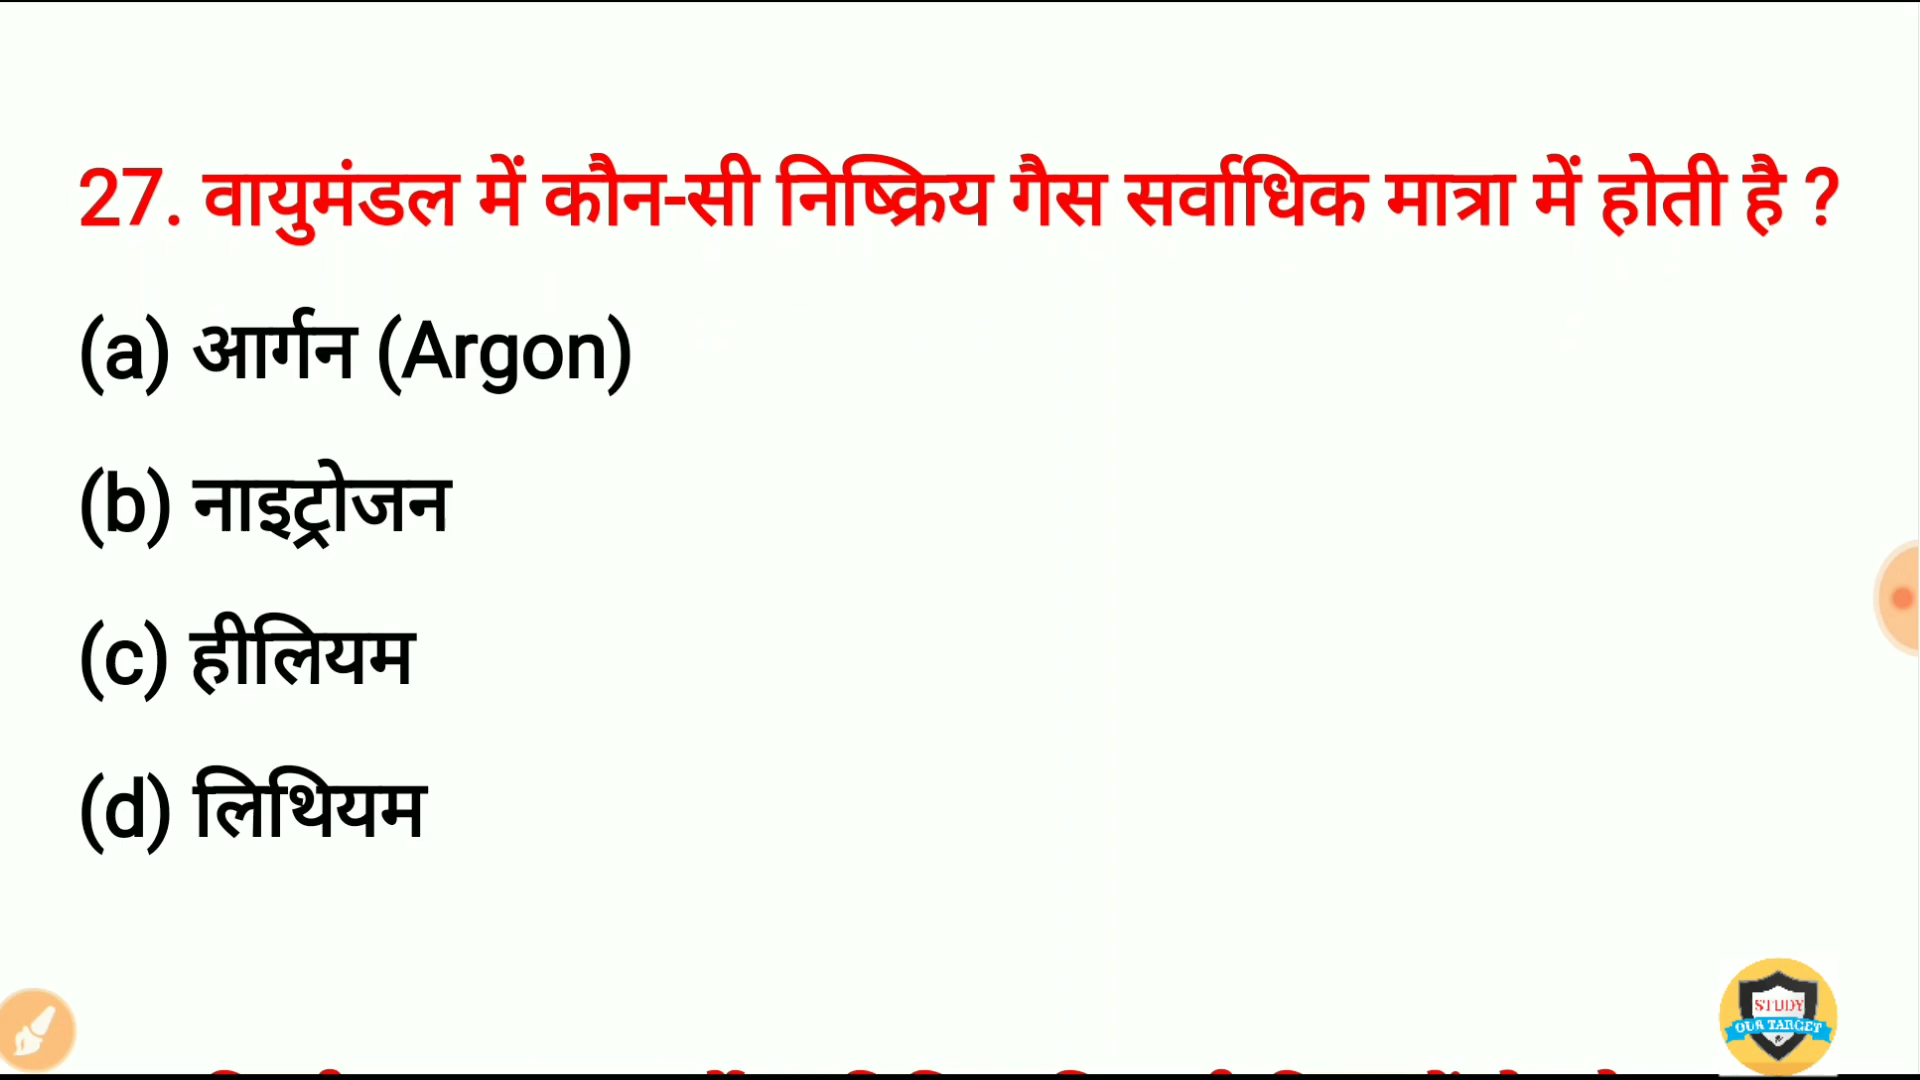 27. वायुमंडल में कौन-सी निष्क्रिय गैस सर्वाधिक मात्रा में होती है ?
(a) आर्गन (Argon)
(b) नाइट्रोजन
(c) हीलियम
(d) लिथियम
STUDY
OUR TARGET